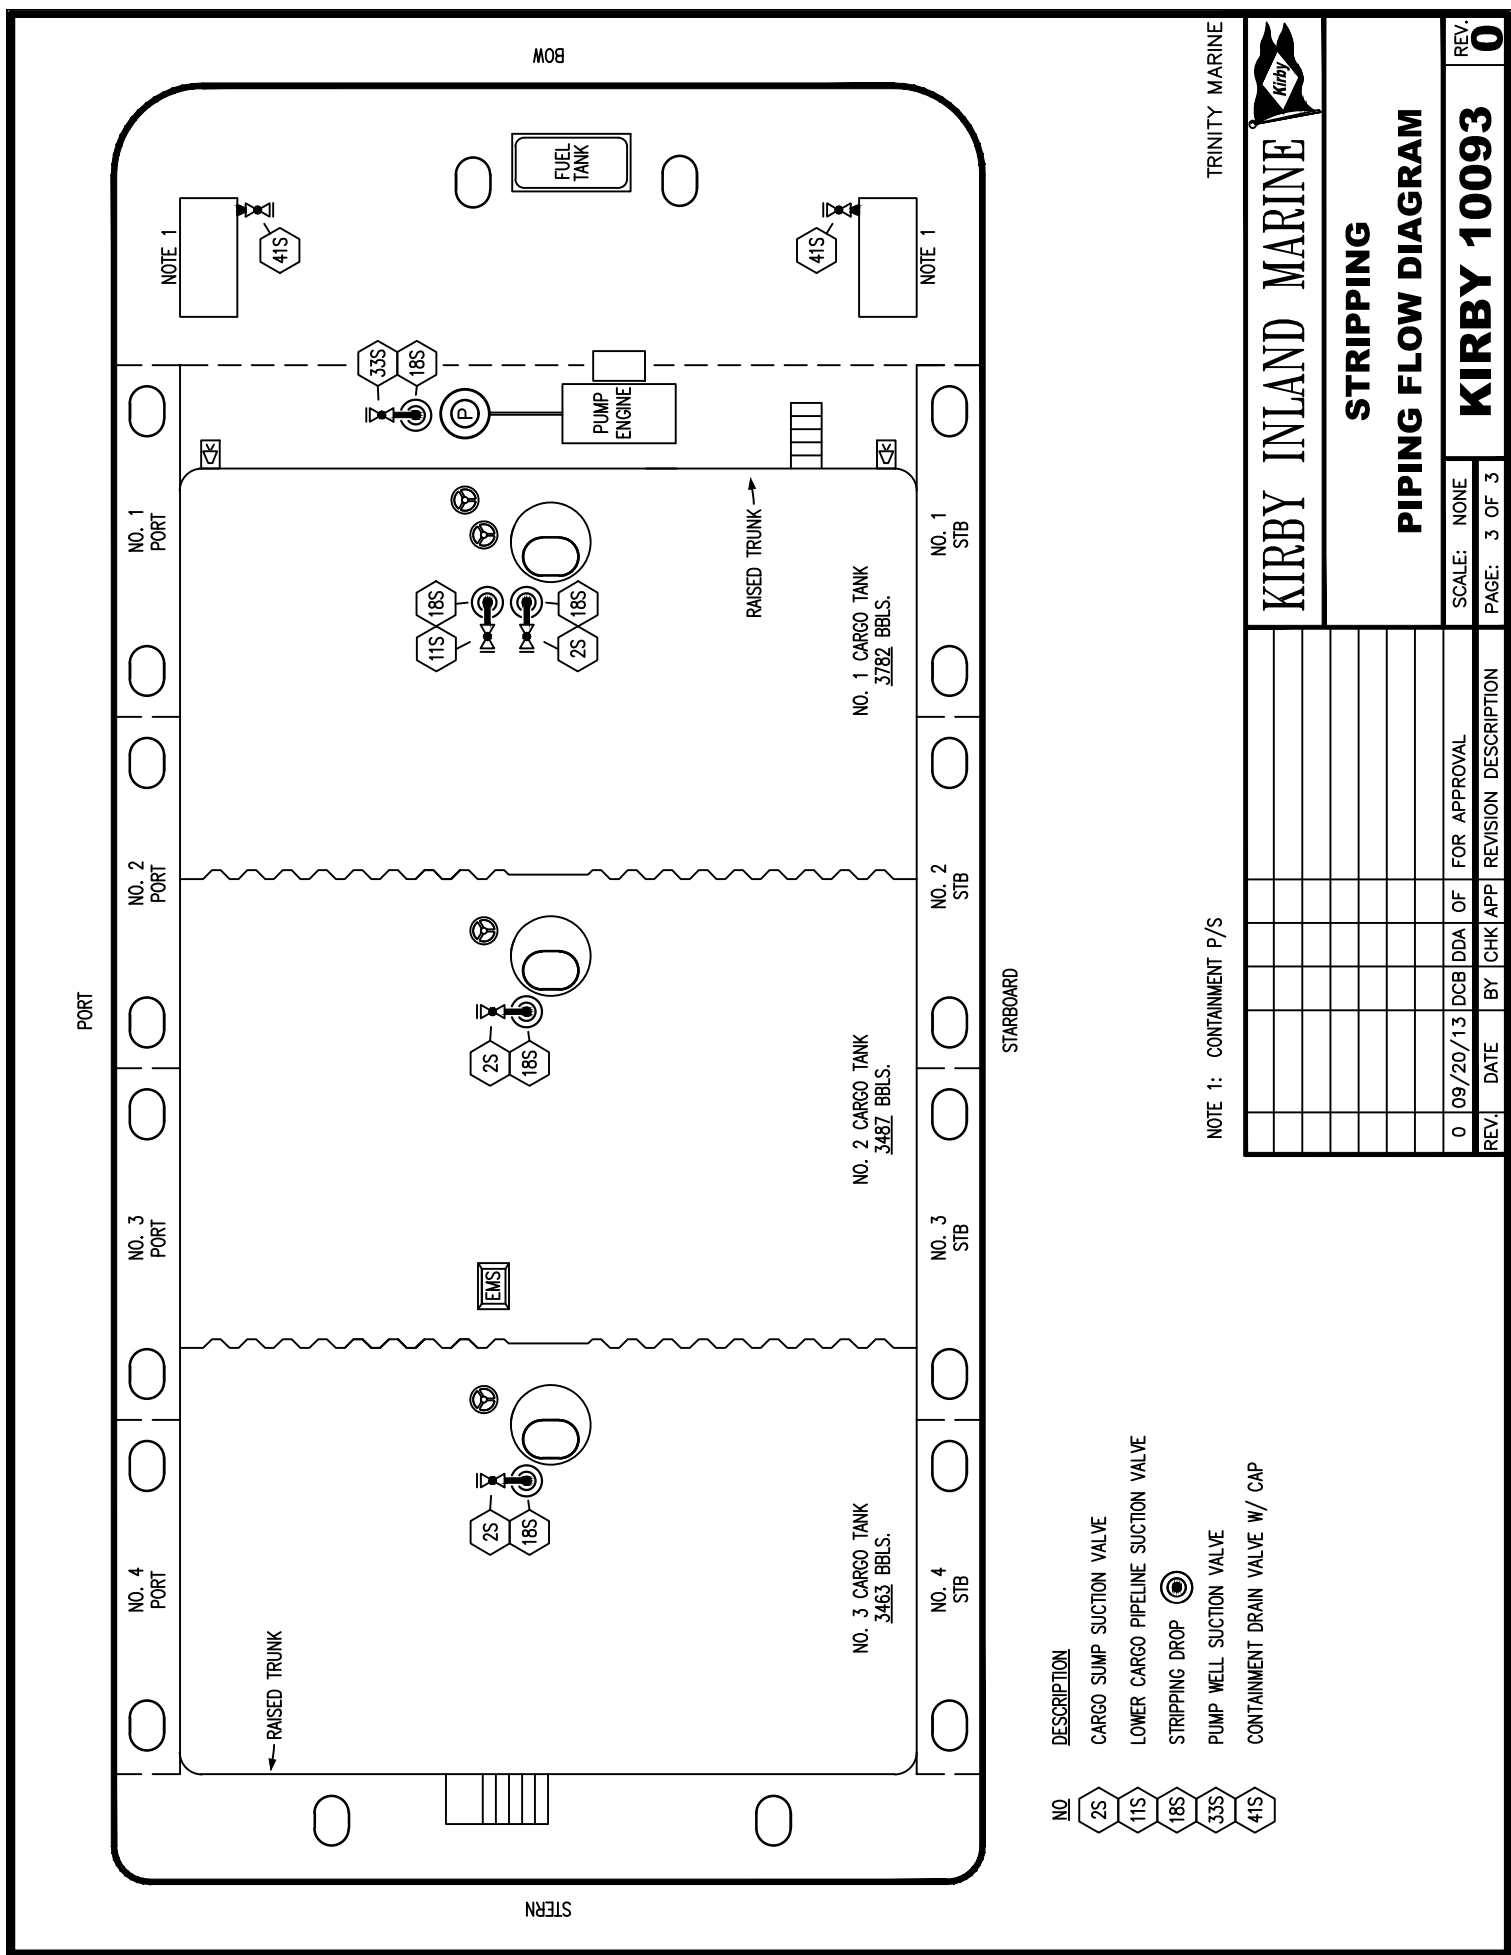 PORT
BOW
STERN
STARBOARD
NO. 4
PORT
NO. 3
PORT
NO. 2
PORT
NO. 1
PORT
NOTE 1
41S
RAISED TRUNK
2S
18S
EMS
2S
18S
11S
18S
2S
18S
33S
18S
P
PUMP
ENGINE
FUEL
TANK
RAISED TRUNK
41S
NOTE 1
NO. 3 CARGO TANK
3463 BBLS.
NO. 2 CARGO TANK
3487 BBLS.
NO. 1 CARGO TANK
3782 BBLS.
NO. 4
STB
NO. 3
STB
NO. 2
STB
NO. 1
STB
NO DESCRIPTION
2S CARGO SUMP SUCTION VALVE
11S LOWER CARGO PIPELINE SUCTION VALVE
18S STRIPPING DROP
33S PUMP WELL SUCTION VALVE
41S CONTAINMENT DRAIN VALVE W/ CAP
NOTE 1: CONTAINMENT P/S
TRINITY MARINE
KIRBY INLAND MARINE
Kirby
STRIPPING
PIPING FLOW DIAGRAM
0 09/20/13 DCB DDA OF FOR APPROVAL
REV. DATE BY CHK APP REVISION DESCRIPTION
SCALE: NONE
PAGE: 3 OF 3
KIRBY 10093
REV.
0